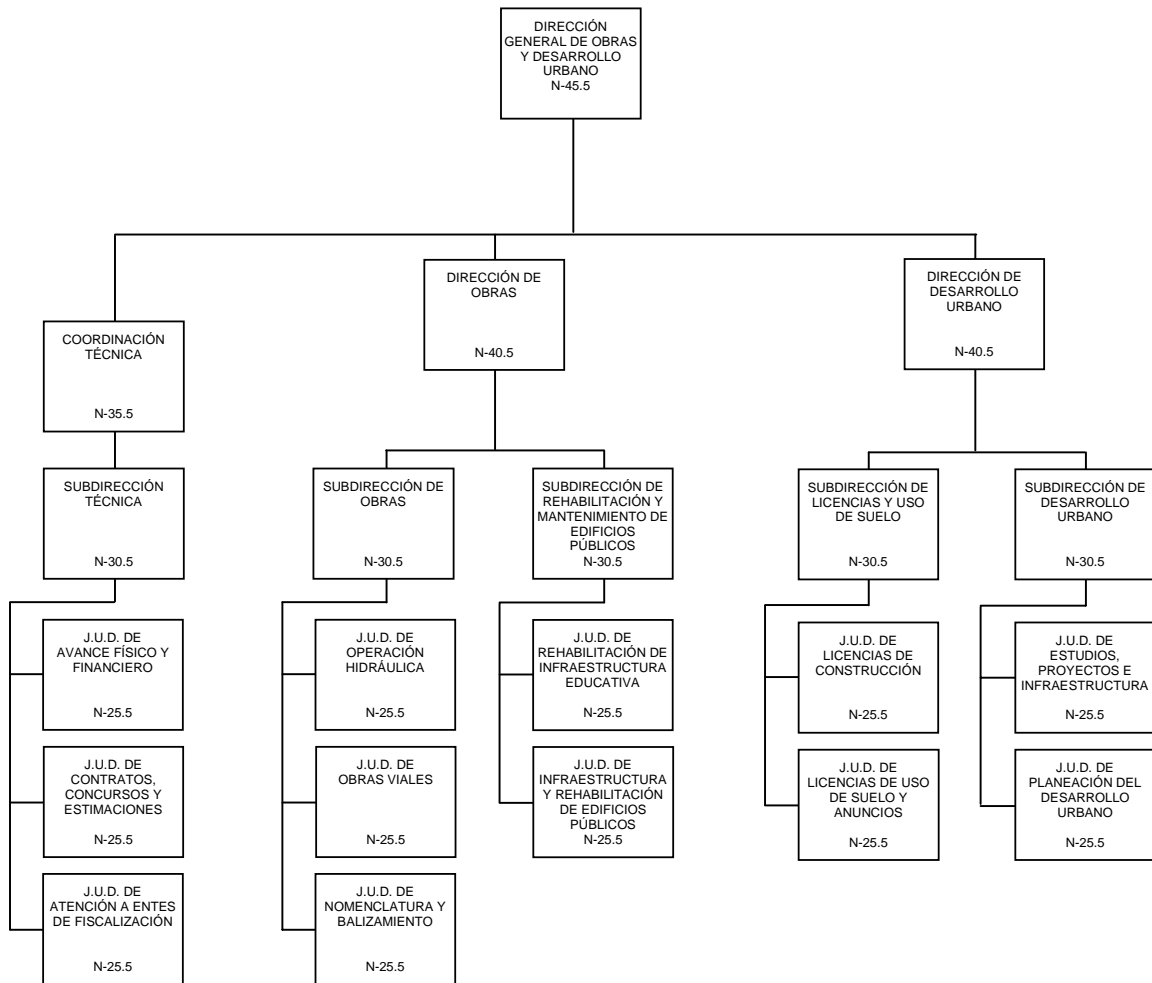 DIRECCIÓN
GENERAL DE OBRAS
Y DESARROLLO
URBANO
N-45.5
COORDINACIÓN
TÉCNICA
N-35.5
DIRECCIÓN DE
OBRAS
N-40.5
DIRECCIÓN DE
DESARROLLO
URBANO
N-40.5
SUBDIRECCIÓN
TÉCNICA
N-30.5
SUBDIRECCIÓN DE
OBRAS
N-30.5
SUBDIRECCIÓN DE
REHABILITACIÓN Y
MANTENIMIENTO DE
EDIFICIOS
PÚBLICOS
N-30.5
SUBDIRECCIÓN DE
LICENCIAS Y USO
DE SUELO
N-30.5
SUBDIRECCIÓN DE
DESARROLLO
URBANO
N-30.5
J.U.D. DE
AVANCE FÍSICO Y
FINANCIERO
N-25.5
J.U.D. DE
OPERACIÓN
HIDRÁULICA
N-25.5
J.U.D. DE
REHABILITACIÓN DE
INFRAESTRUCTURA
EDUCATIVA
N-25.5
J.U.D. DE
LICENCIAS DE
CONSTRUCCIÓN
N-25.5
J.U.D. DE
ESTUDIOS,
PROYECTOS E
INFRAESTRUCTURA
N-25.5
J.U.D. DE
CONTRATOS,
CONCURSOS Y
ESTIMACIONES
N-25.5
J.U.D. DE
OBRAS VIALES
N-25.5
J.U.D. DE
INFRAESTRUCTURA
Y REHABILITACIÓN
DE EDIFICIOS
PÚBLICOS
N-25.5
J.U.D. DE
LICENCIAS DE USO
DE SUELO Y
ANUNCIOS
N-25.5
J.U.D. DE
PLANEACIÓN DEL
DESARROLLO
URBANO
N-25.5
J.U.D. DE
ATENCIÓN A ENTES
DE FISCALIZACIÓN
N-25.5
J.U.D. DE
NOMENCLATURA Y
BALIZAMIENTO
N-25.5